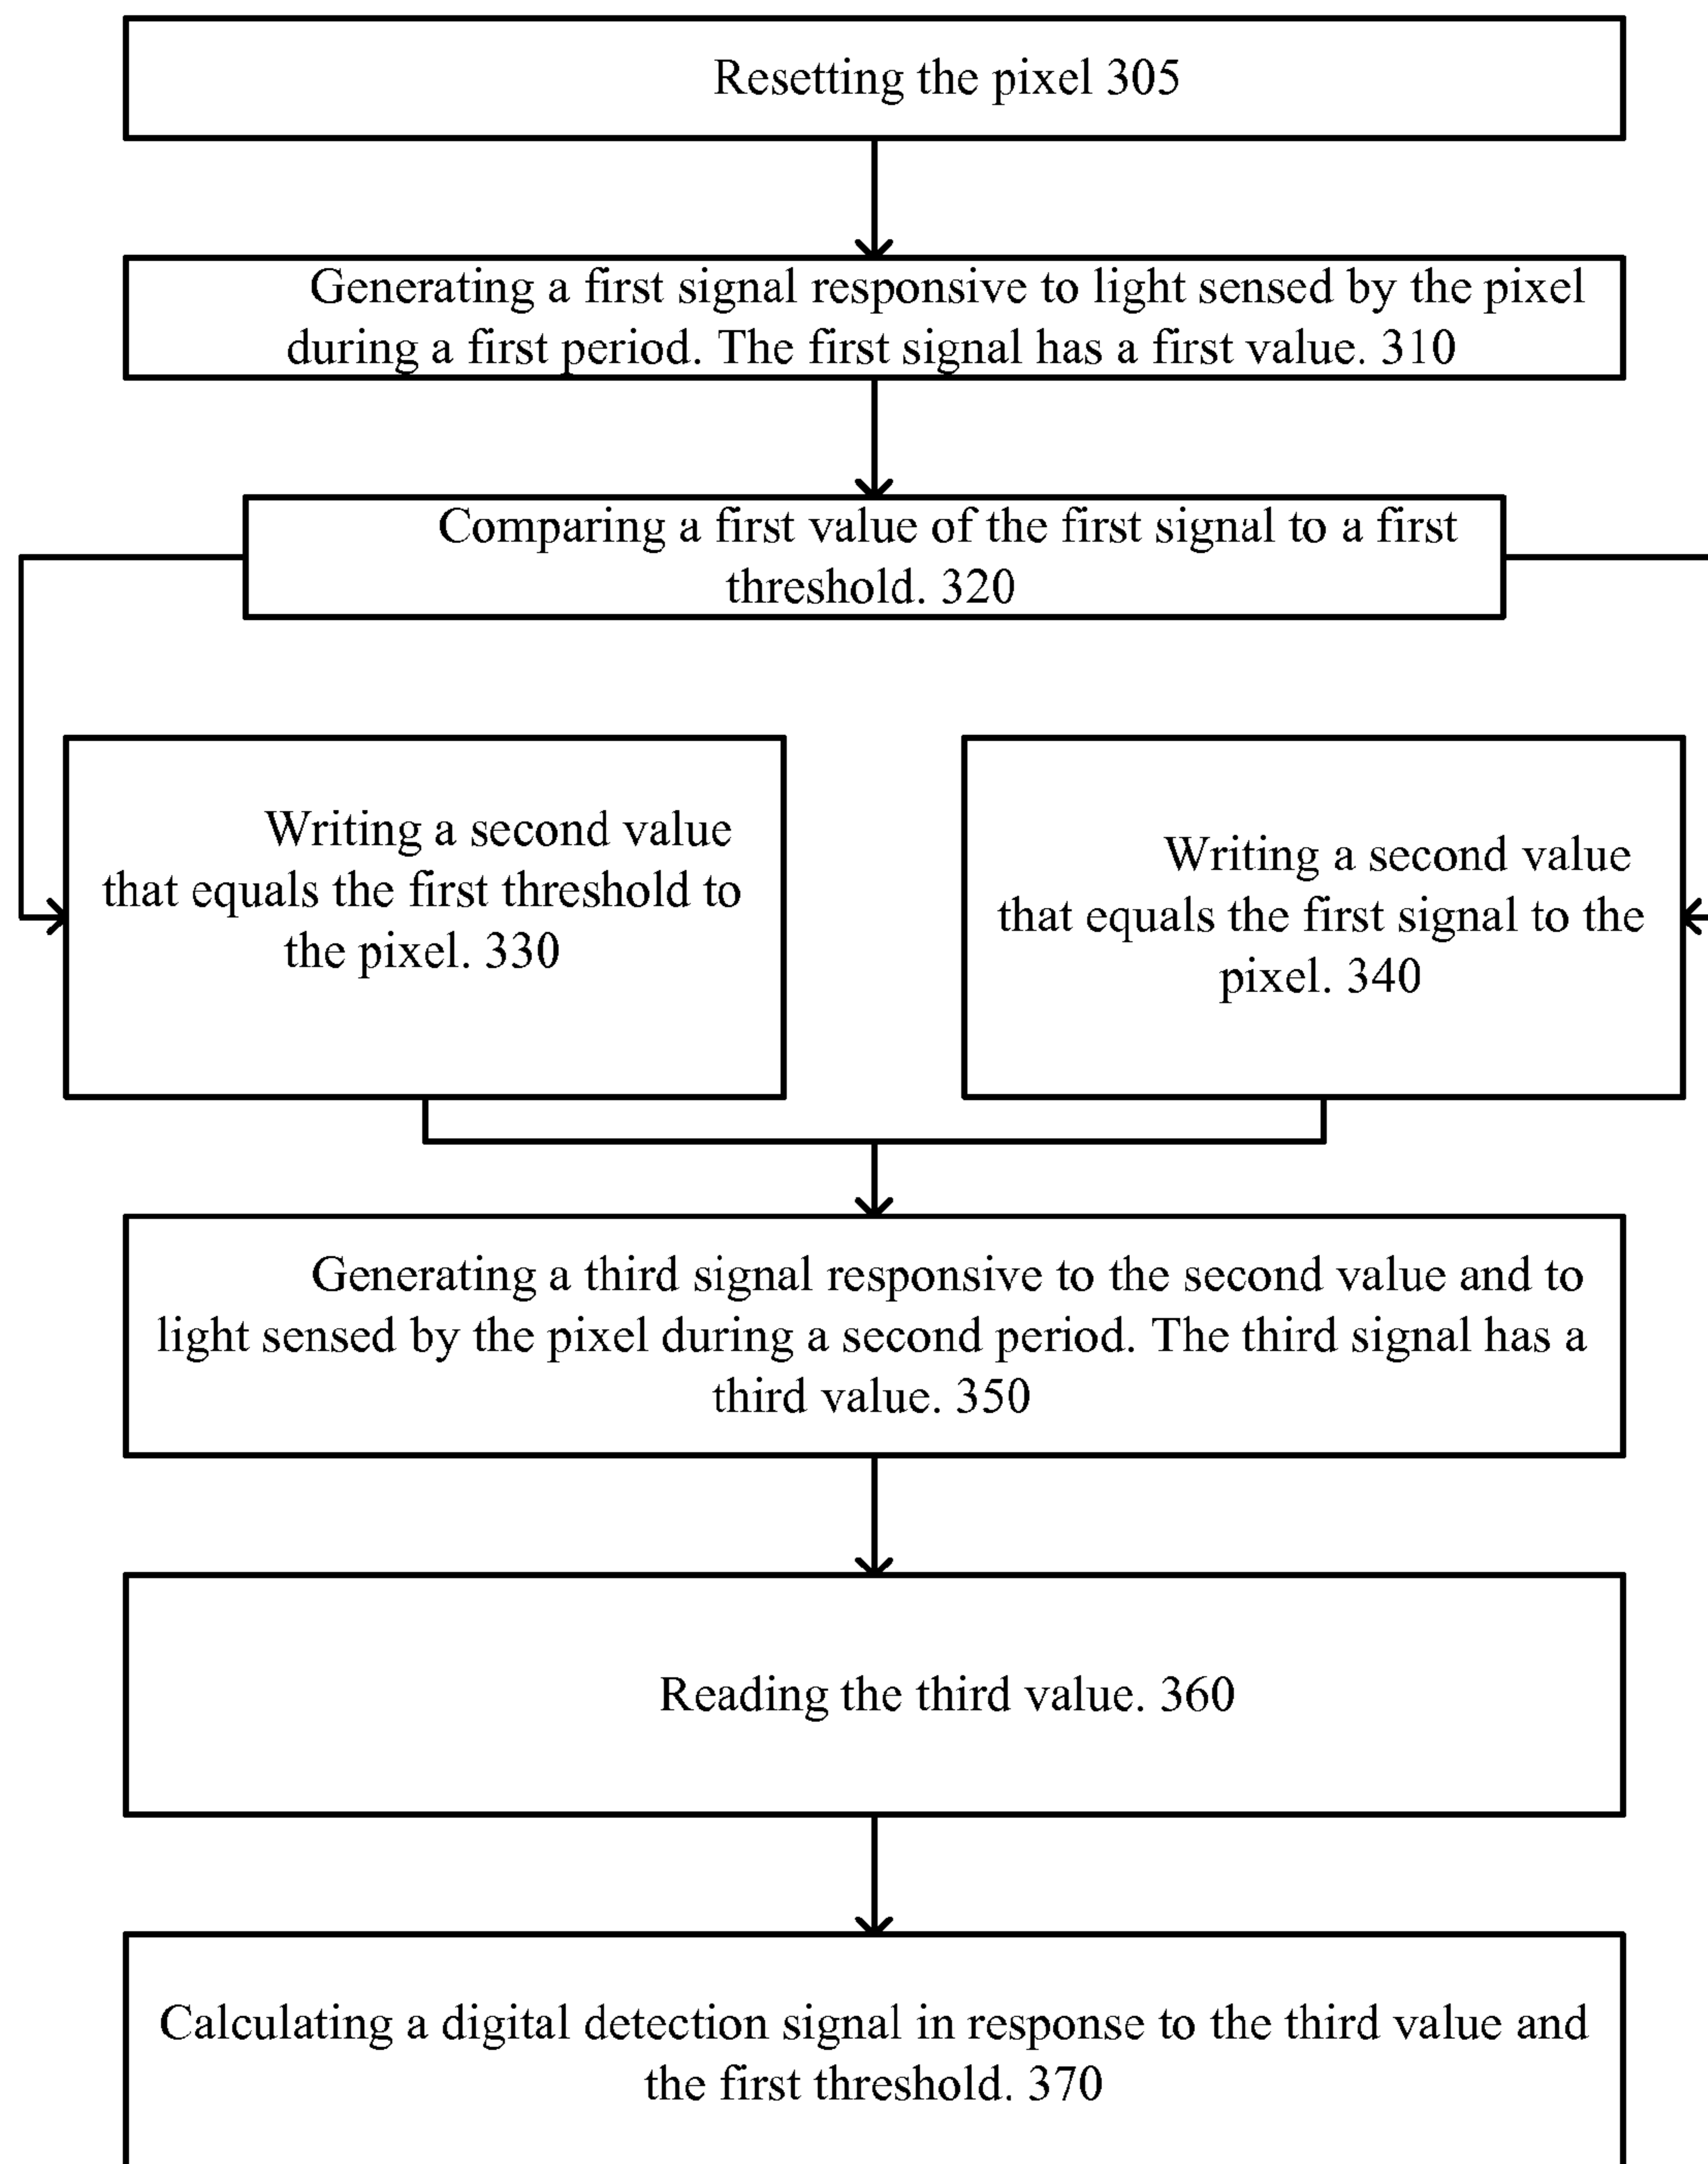 Resetting the pixel 305
Generating a first signal responsive to light sensed by the pixel
during a first period. The first signal has a first value. 310
Comparing a first value of the first signal to a first
threshold. 320
Writing a second value
that equals the first threshold to
the pixel. 330
Writing a second value
that equals the first signal to the
pixel. 340
Generating a third signal responsive to the second value and to
light sensed by the pixel during a second period. The third signal has a
third value. 350
Reading the third value. 360
Calculating a digital detection signal in response to the third value and
the first threshold. 370